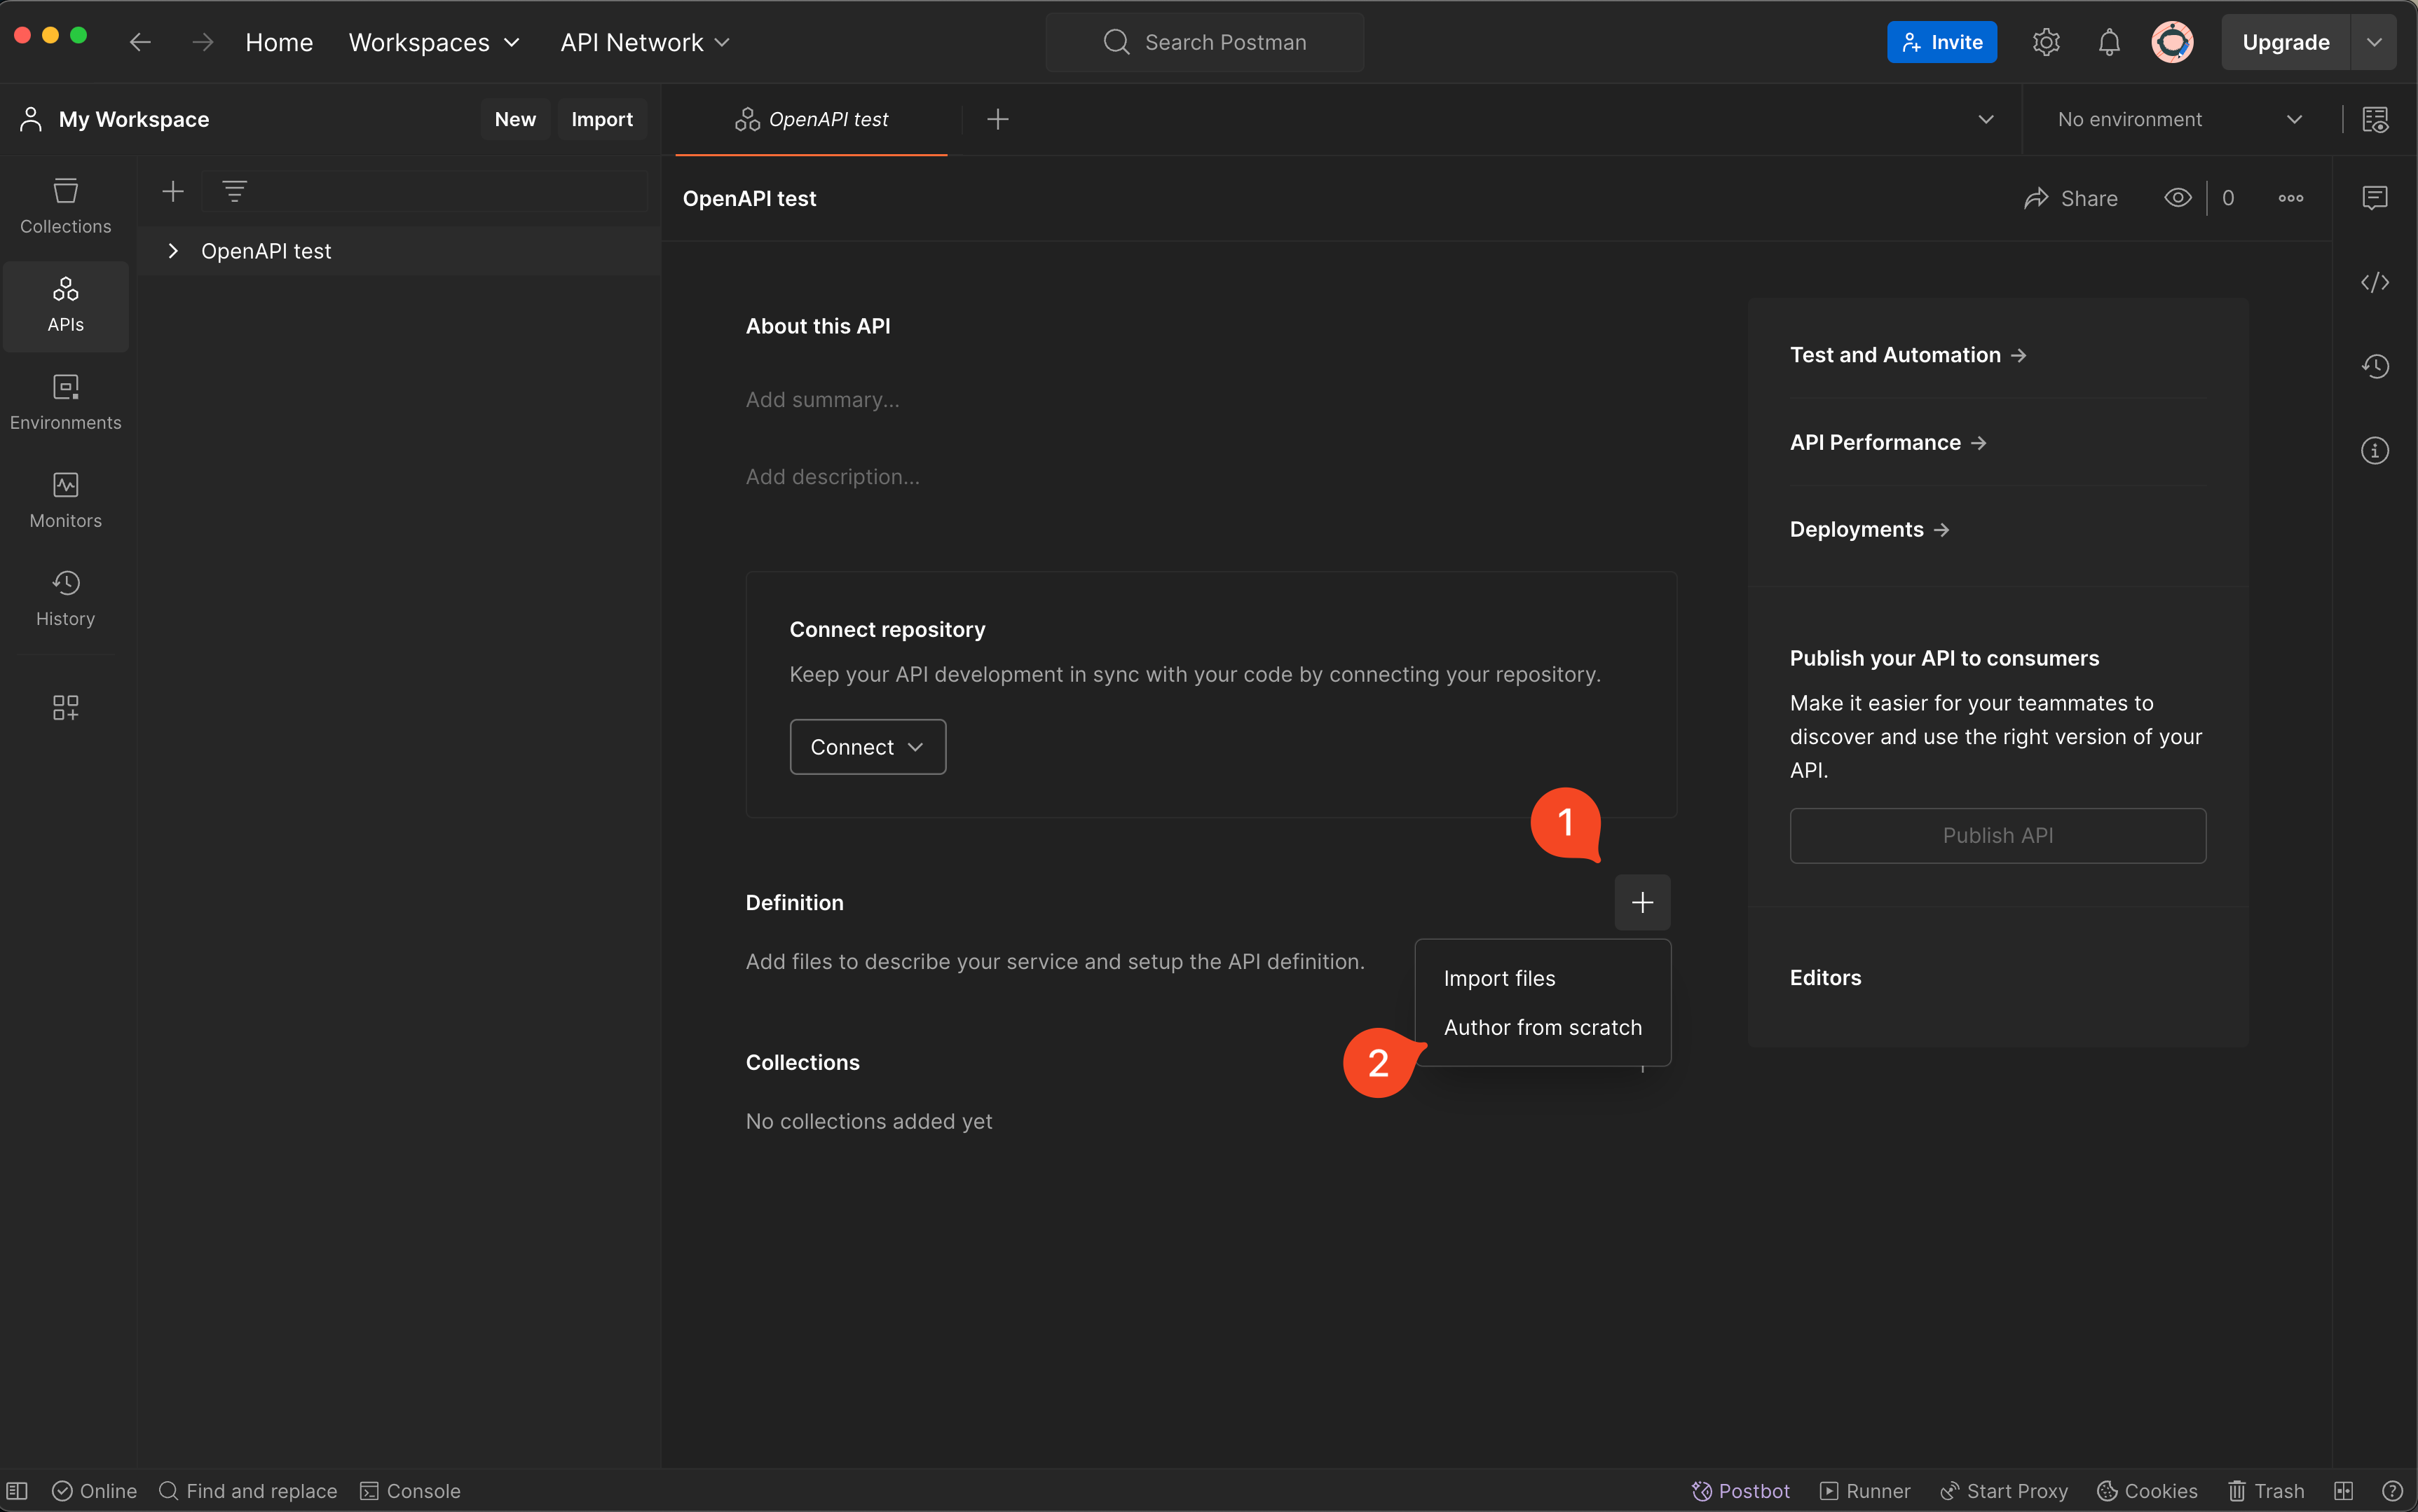 Home
Workspaces
API Network
Search Postman
Invite
Upgrade
My Workspace
New
Import
OpenAPI test
No environment
Collections
APIs
Environments
Monitors
History
OpenAPI test
OpenAPI test
Share
0
About this API
Add summary...
Add description...
Connect repository
Keep your API development in sync with your code by connecting your repository.
Connect
1
Definition
Add files to describe your service and setup the API definition.
Import files
Author from scratch
2
Collections
No collections added yet
Test and Automation →
API Performance →
Deployments →
Publish your API to consumers
Make it easier for your teammates to
discover and use the right version of your
API.
Publish API
Editors
Online
Find and replace
Console
Postbot
Runner
Start Proxy
Cookies
Trash